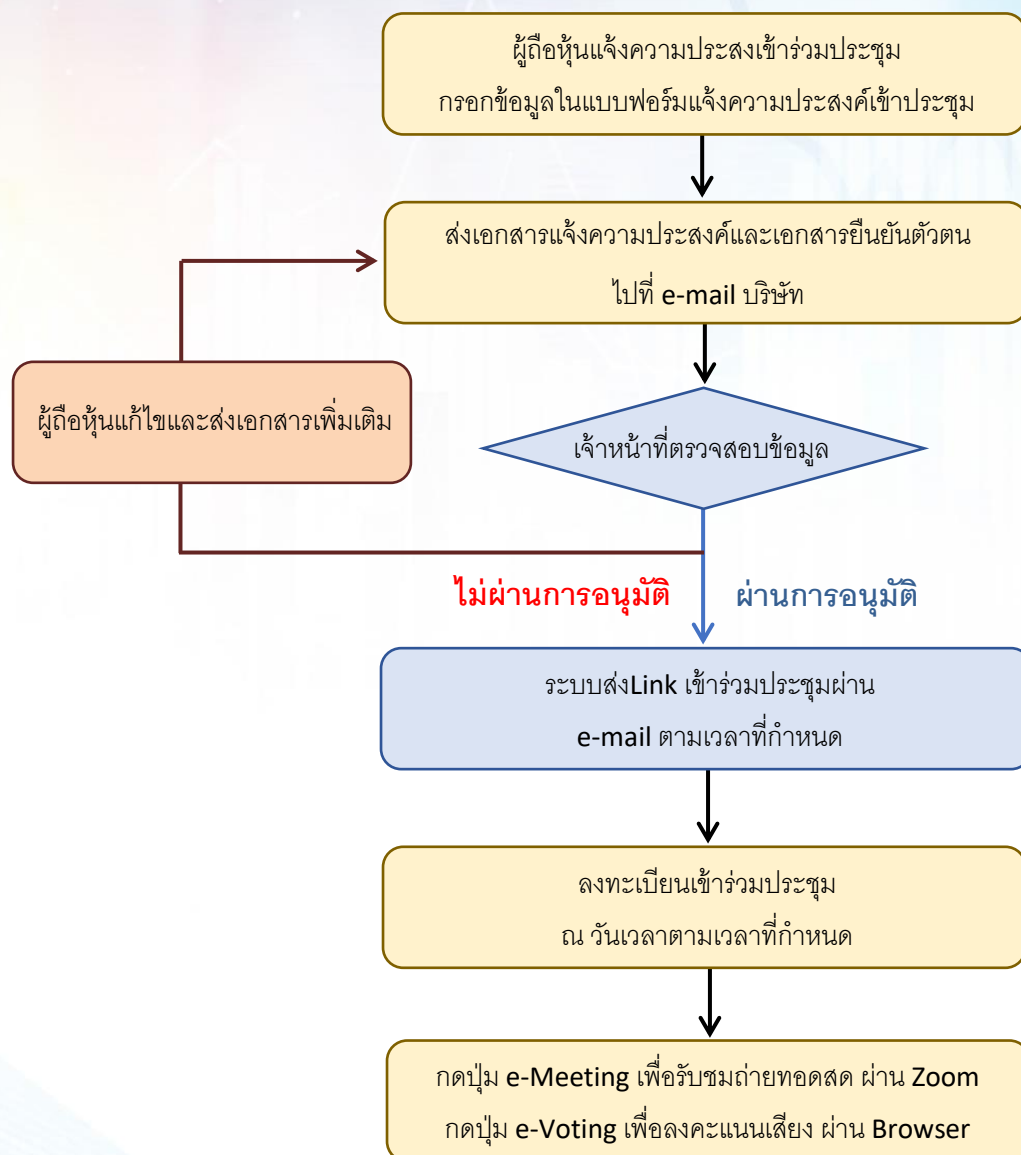 ผู้ถือหุ้นแจ้งความประสงเข้าร่วมประชุม
กรอกข้อมูลในแบบฟอร์มแจ้งความประสงค์เข้าประชุม
ส่งเอกสารแจ้งความประสงค์และเอกสารยืนยันตัวตน
ไปที่ e-mail บริษัท
ผู้ถือหุ้นแก้ไขและส่งเอกสารเพิ่มเติม
เจ้าหน้าที่ตรวจสอบข้อมูล
ไม่ผ่านการอนุมัติ
ผ่านการอนุมัติ
ระบบส่งLink เข้าร่วมประชุมผ่าน
e-mail ตามเวลาที่กำหนด
ลงทะเบียนเข้าร่วมประชุม
ณ วันเวลาตามเวลาที่กำหนด
กดปุ่ม e-Meeting เพื่อรับชมถ่ายทอดสด ผ่าน Zoom
กดปุ่ม e-Voting เพื่อลงคะแนนเสียง ผ่าน Browser